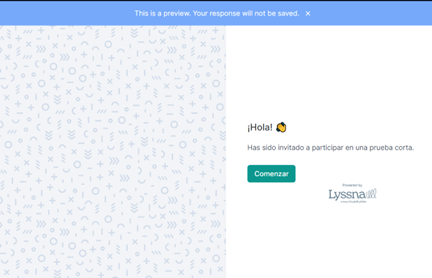 This is a preview. Your response will not be saved.
¡Hola!
Has sido invitado a participar en una prueba corta.
Comenzar
Powered by
Lyssna